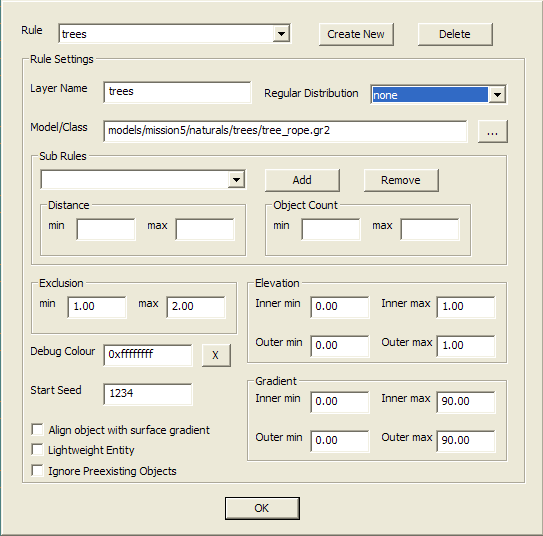 Rule trees Create New Delete
Rule Settings
Layer Name trees Regular Distribution none
Model/Class models/mission5/naturals/trees/tree_rope.gr2 ...
Sub Rules
Add Remove
Distance Object Count
min max min max
Exclusion Elevation
min 1.00 max 2.00 Inner min 0.00 Inner max 1.00
Debug Colour 0xffffffff X Outer min 0.00 Outer max 1.00
Start Seed 1234 Gradient
Inner min 0.00 Inner max 90.00
Align object with surface gradient
Outer min 0.00 Outer max 90.00
Lightweight Entity
Ignore Preexisting Objects
OK